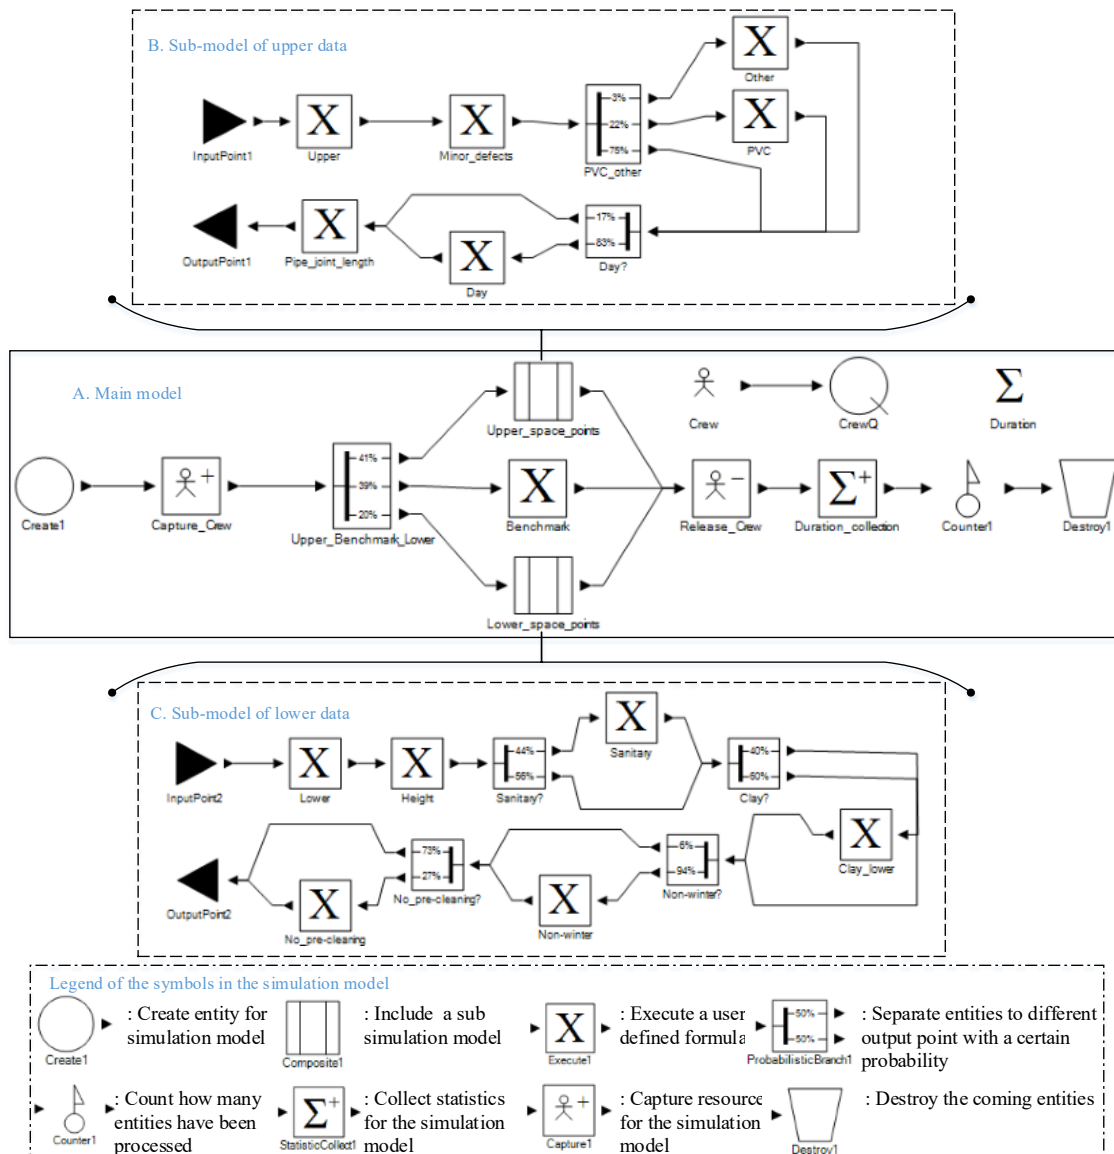 B. Sub-model of upper data
Other
3%
22%
75%
InputPoint1
Upper
Minor_defects
PVC_other
PVC
17%
83%
OutputPoint1
Pipe_joint_length
Day
Day?
A. Main model
Upper_space_points
Crew
CrewQ
Duration
41%
39%
20%
Create1
Capture_Crew
Upper_Benchmark_Lower
Benchmark
Release_Crew
Duration_collection
Counter1
Destroy1
Lower_space_points
C. Sub-model of lower data
Sanitary
44%
56%
40%
60%
InputPoint2
Lower
Height
Sanitary?
Clay?
73%
27%
6%
94%
Clay_lower
OutputPoint2
No_pre-cleaning
No_pre-cleaning?
Non-winter
Non-winter?
Legend of the symbols in the simulation model
Create1
: Create entity for
simulation model
Composite1
: Include a sub
simulation model
Execute1
: Execute a user
defined formula
50%
50%
ProbabilisticBranch1
: Separate entities to different
output point with a certain
probability
Counter1
: Count how many
entities have been
processed
StatisticCollect1
: Collect statistics
for the simulation
model
Capture1
: Capture resource
for the simulation
model
Destroy1
: Destroy the coming entities